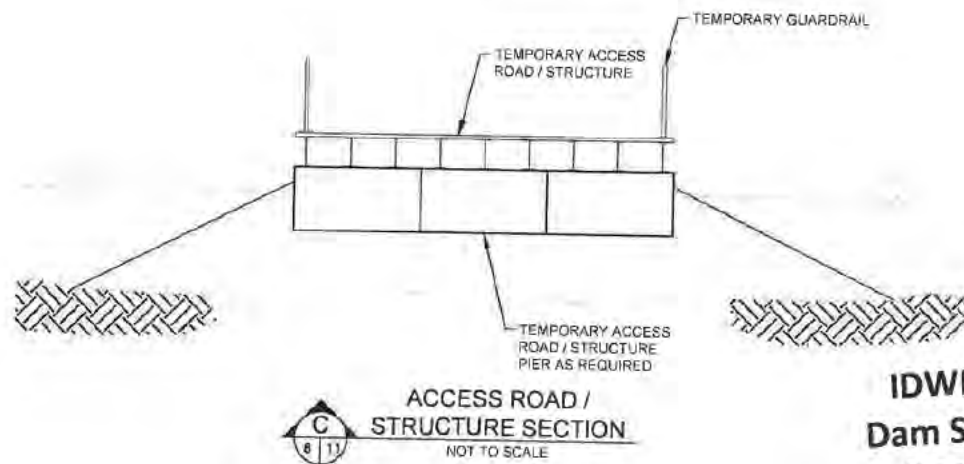 TEMPORARY GUARDRAIL
TEMPORARY ACCESS
ROAD / STRUCTURE
TEMPORARY ACCESS
ROAD / STRUCTURE
PIER AS REQUIRED
C
8 11
ACCESS ROAD /
STRUCTURE SECTION
NOT TO SCALE
Dam